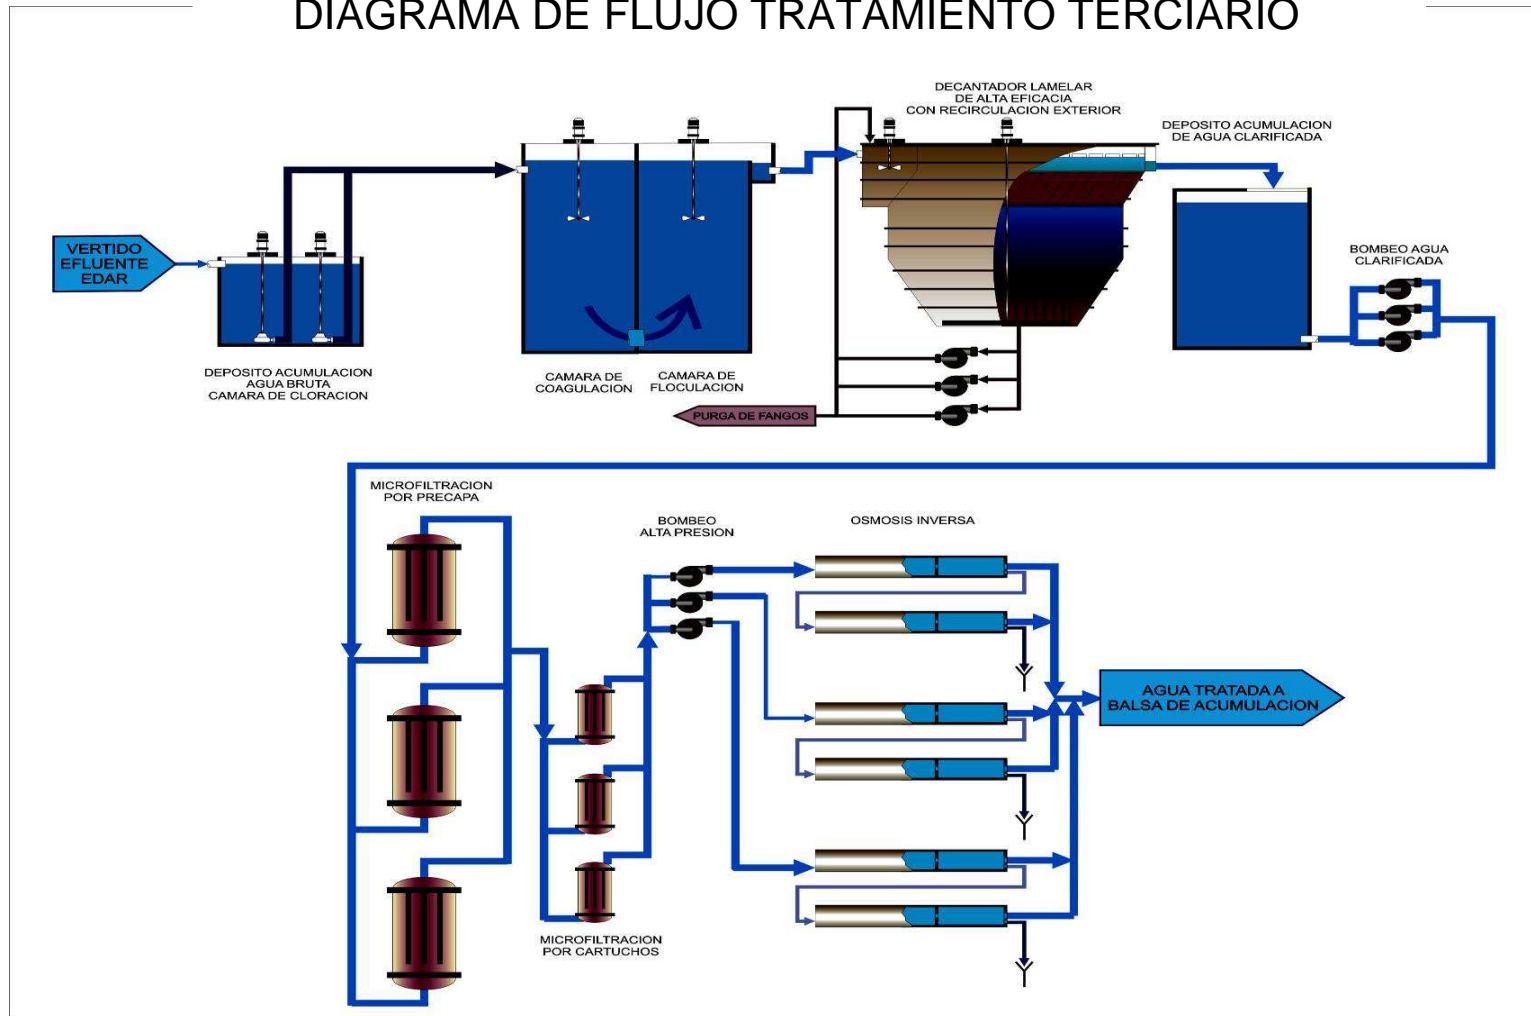 DIAGRAMA DE FLUJO TRATAMIENTO TERCIARIO
DECANTADOR LAMELAR
DE ALTA EFICACIA
CON RECIRCULACION EXTERIOR
DEPOSITO ACUMULACION
DE AGUA CLARIFICADA
VERTIDO
EFLUENTE
EDAR
BOMBEO AGUA
CLARIFICADA
DEPOSITO ACUMULACION
AGUA BRUTA
CAMARA DE CLORACION
CAMARA DE
COAGULACION
CAMARA DE
FLOCULACION
PURGA DE FANGOS
MICROFILTRACION
POR PRECAPA
BOMBEO
ALTA PRESION
OSMOSIS INVERSA
AGUA TRATADA A
BALSA DE ACUMULACION
MICROFILTRACION
POR CARTUCHOS